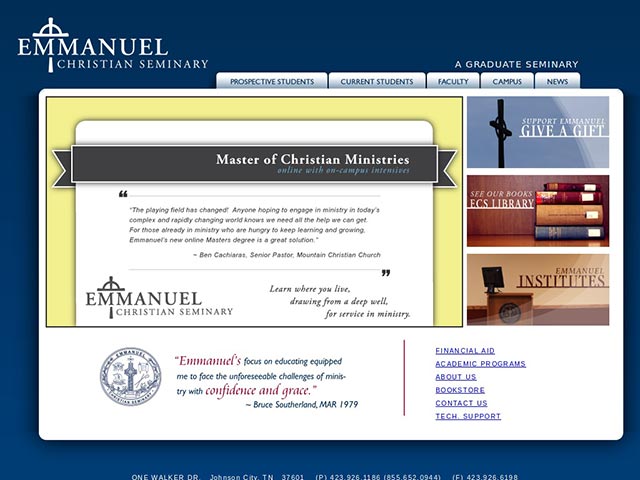 EMMANUEL
CHRISTIAN SEMINARY
A GRADUATE SEMINARY
PROSPECTIVE STUDENTS
CURRENT STUDENTS
FACULTY
CAMPUS
NEWS
Master of Christian Ministries
online with on-campus intensives
“
“The playing field has changed! Anyone hoping to engage in ministry in today’s
complex and rapidly changing world knows we need all the help we can get.
For those already in ministry who are hungry to keep learning and growing.
Emmanuel’s new online Masters degree is a great solution.”
~ Ben Cachiaras, Senior Pastor, Mountain Christian Church
”
EMMANUEL
CHRISTIAN SEMINARY
Learn where you live,
drawing from a deep well,
for service in ministry.
SUPPORT EMMANUEL
GIVE A GIFT
SEE OUR BOOKS
ECS LIBRARY
EMMANUEL
INSTITUTES
“Emmanuel’s focus on educating equipped
me to face the unforeseeable challenges of minis-
try with confidence and grace.”
~ Bruce Southerland, MAR 1979
FINANCIAL AID
ACADEMIC PROGRAMS
ABOUT US
BOOKSTORE
CONTACT US
TECH. SUPPORT
ONE WALKER DR. Johnson City, TN 37601 (P) 423.926.1186 (855.652.0944) (F) 423.926.6198